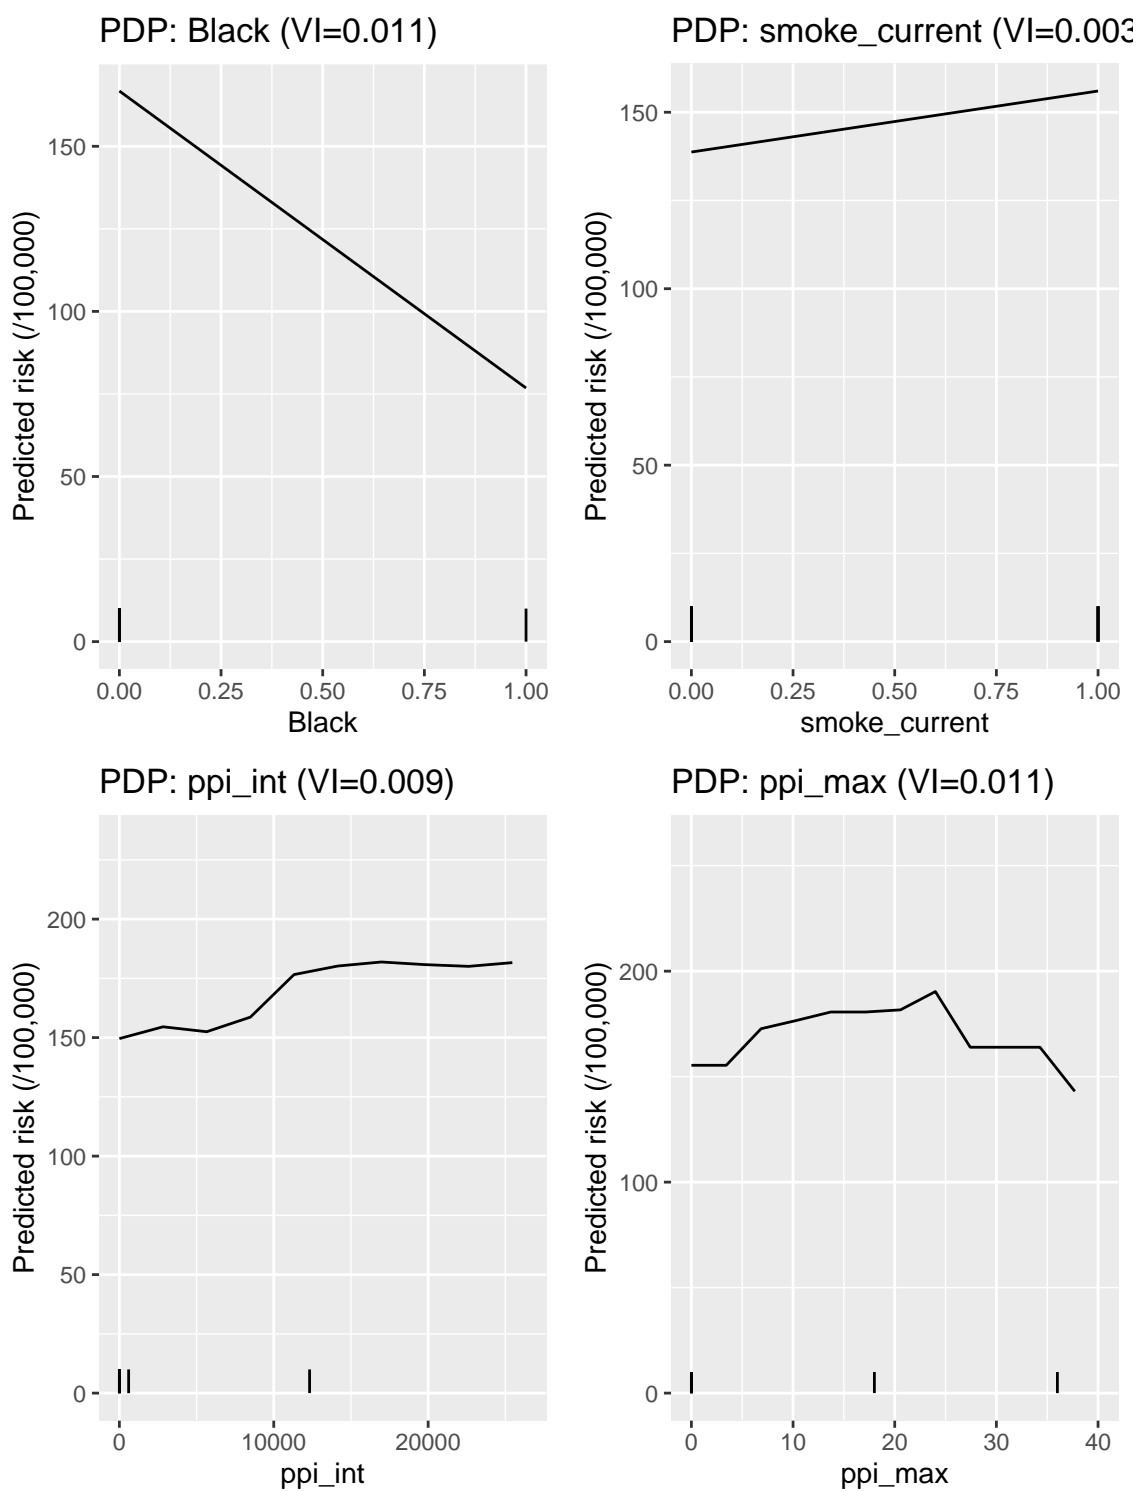 PDP: Black (VI=0.011)
Predicted risk (/100,000)
150
100
50
0
0.00 0.25 0.50 0.75 1.00
Black
PDP: smoke_current (VI=0.003
Predicted risk (/100,000)
150
100
50
0
0.00 0.25 0.50 0.75 1.00
smoke_current
PDP: ppi_int (VI=0.009)
Predicted risk (/100,000)
200
150
100
50
0
0 10000 20000
ppi_int
PDP: ppi_max (VI=0.011)
Predicted risk (/100,000)
200
100
0
0 10 20 30 40
ppi_max